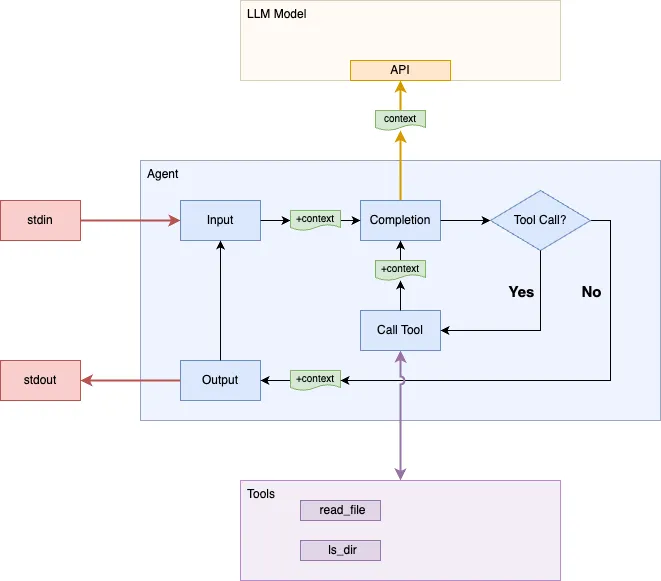 LLM Model
API
context
Agent
stdin
Input
+context
Completion
Tool Call?
+context
Yes
No
Call Tool
stdout
Output
+context
Tools
read_file
ls_dir